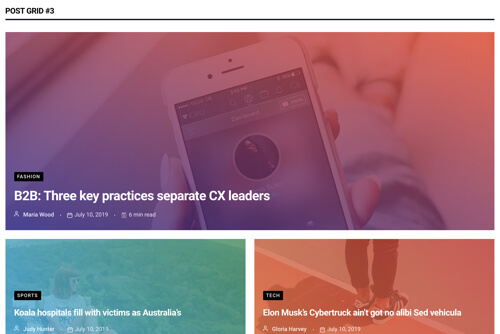 POST GRID #3
FASHION
B2B: Three key practices separate CX leaders
Maria Wood • July 10, 2019 • 6 min read
SPORTS
Koala hospitals fill with victims as Australia's
Judy Hunter • July 10, 2019
TECH
Elon Musk's Cybertruck ain't got no alibi Sed vehicula
Gloria Harvey • July 10, 2019